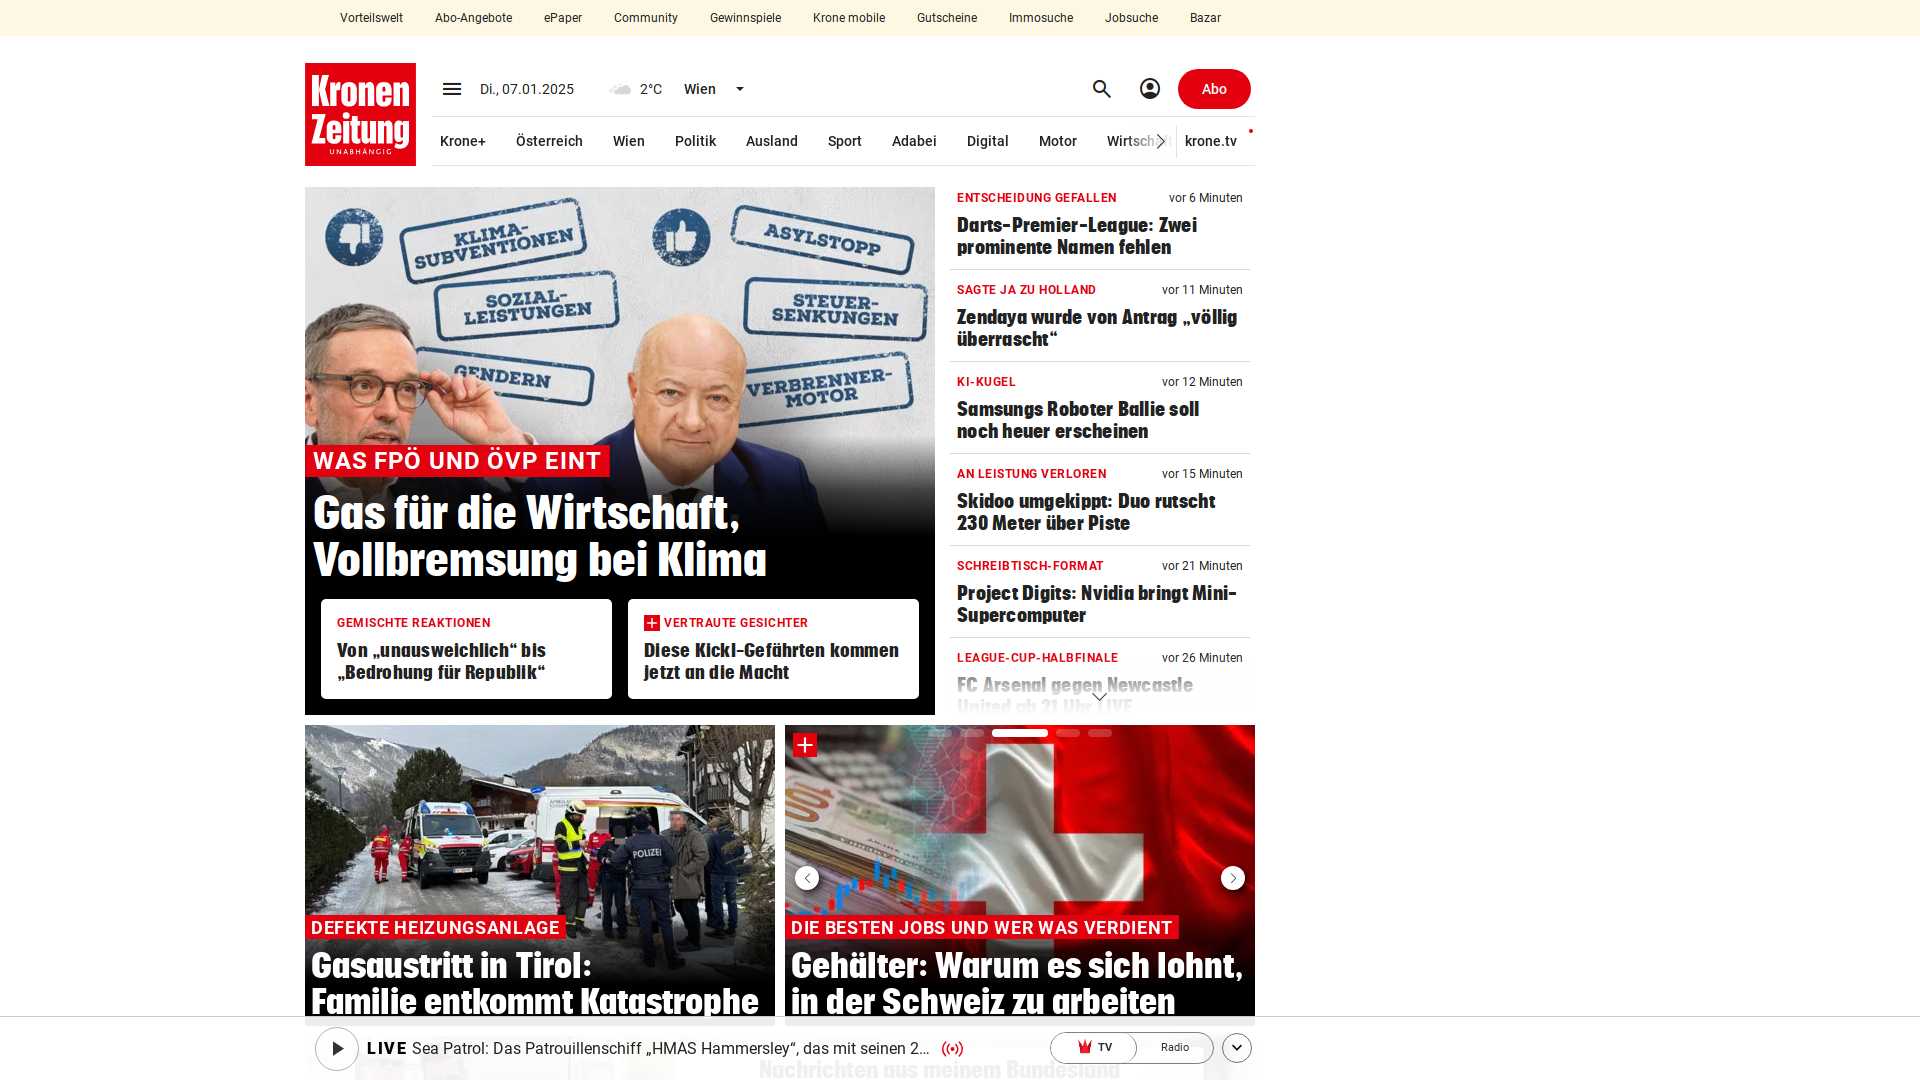 Vorteilswelt Abo-Angebote ePaper Community Gewinnspiele Krone mobile Gutscheine Immosuche Jobsuche Bazar
Kronen
Zeitung
UNABHÄNGIG
Di., 07.01.2025 2°C Wien
Abo
Krone+ Österreich Wien Politik Ausland Sport Adabei Digital Motor Wirtschaft krone.tv
KLIMA-
SUBVENTIONEN
SOZIAL-
LEISTUNGEN
GENDERN
ASYLSTOPP
STEUER-
SENKUNGEN
VERBRENNER-
MOTOR
WAS FPÖ UND ÖVP EINT
Gas für die Wirtschaft,
Vollbremsung bei Klima
GEMISCHTE REAKTIONEN
Von „unausweichlich“ bis
„Bedrohung für Republik“
VERTRAUTE GESICHTER
Diese Kickl-Gefährten kommen
jetzt an die Macht
ENTSCHEIDUNG GEFALLEN vor 6 Minuten
Darts-Premier-League: Zwei
prominente Namen fehlen
SAGTE JA ZU HOLLAND vor 11 Minuten
Zendaya wurde von Antrag „völlig
überrascht“
KI-KUGEL vor 12 Minuten
Samsungs Roboter Ballie soll
noch heuer erscheinen
AN LEISTUNG VERLOREN vor 15 Minuten
Skidoo umgekippt: Duo rutscht
230 Meter über Piste
SCHREIBTISCH-FORMAT vor 21 Minuten
Project Digits: Nvidia bringt Mini-
Supercomputer
LEAGUE-CUP-HALBFINALE vor 26 Minuten
FC Arsenal gegen Newcastle
United ab 21 Uhr LIVE
POLIZEI
DEFEKTE HEIZUNGSANLAGE
Gasaustritt in Tirol:
Familie entkommt Katastrophe
DIE BESTEN JOBS UND WER WAS VERDIENT
Gehälter: Warum es sich lohnt,
in der Schweiz zu arbeiten
LIVE Sea Patrol: Das Patrouillenschiff „HMAS Hammersley“, das mit seinen 2...
TV Radio
Nachrichten aus meinem Bundesland